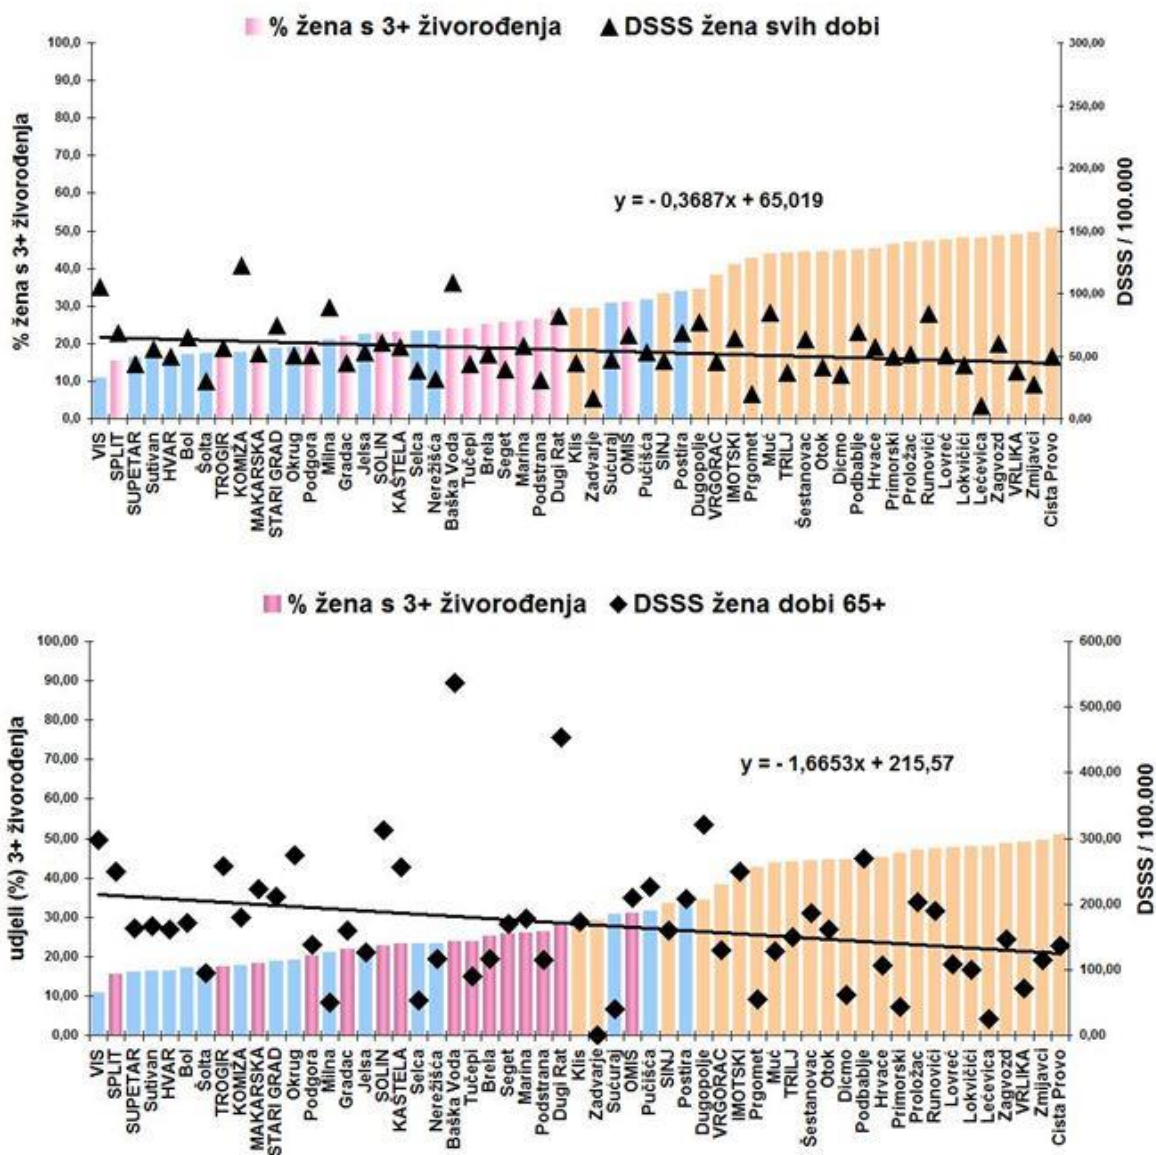 % žena s 3+ živorođenja ▲ DSSS žena svih dobi
100,0
90,0
80,0
70,0
60,0
50,0
40,0
30,0
20,0
10,0
0,0
% žena s 3+ živorođenja
300,00
250,00
200,00
150,00
100,00
50,00
0,00
DSSS / 100.000
y = - 0,3687x + 65,019
VIS
SPLIT
SUPETAR
Sutivan
HVAR
Bol
Šolta
TROGIR
KOMIŽA
MAKARSKA
STARI GRAD
Okrug
Podgora
Milna
Gradac
Jelsa
SOLIN
KAŠTELA
Selca
Nerežišća
Baška Voda
Tučepi
Brela
Seget
Marina
Podstrana
Dugi Rat
Klis
Zadvarje
Sućuraj
OMIŠ
Pučišća
SINJ
Postira
Dugopolje
VRGORAC
IMOTSKI
Prgomet
Muć
TRILJ
Šestanovac
Otok
Dicmo
Podbablje
Hrvace
Primorski
Proložac
Runovići
Lovreć
Lokvičići
Lećevica
Zagvozd
VRLIKA
Zmijavci
Cista Provo
% žena s 3+ živorođenja ◆ DSSS žena dobi 65+
100,00
90,00
80,00
70,00
60,00
50,00
40,00
30,00
20,00
10,00
0,00
udjeli (%) 3+ živorođenja
600,00
500,00
400,00
300,00
200,00
100,00
0,00
DSSS / 100.000
y = - 1,6653x + 215,57
VIS
SPLIT
SUPETAR
Sutivan
HVAR
Bol
Šolta
TROGIR
KOMIŽA
MAKARSKA
STARI GRAD
Okrug
Podgora
Milna
Gradac
Jelsa
SOLIN
KAŠTELA
Selca
Nerežišća
Baška Voda
Tučepi
Brela
Seget
Marina
Podstrana
Dugi Rat
Klis
Zadvarje
Sućuraj
OMIŠ
Pučišća
SINJ
Postira
Dugopolje
VRGORAC
IMOTSKI
Prgomet
Muć
TRILJ
Šestanovac
Otok
Dicmo
Podbablje
Hrvace
Primorski
Proložac
Runovići
Lovreć
Lokvičići
Lećevica
Zagvozd
VRLIKA
Zmijavci
Cista Provo